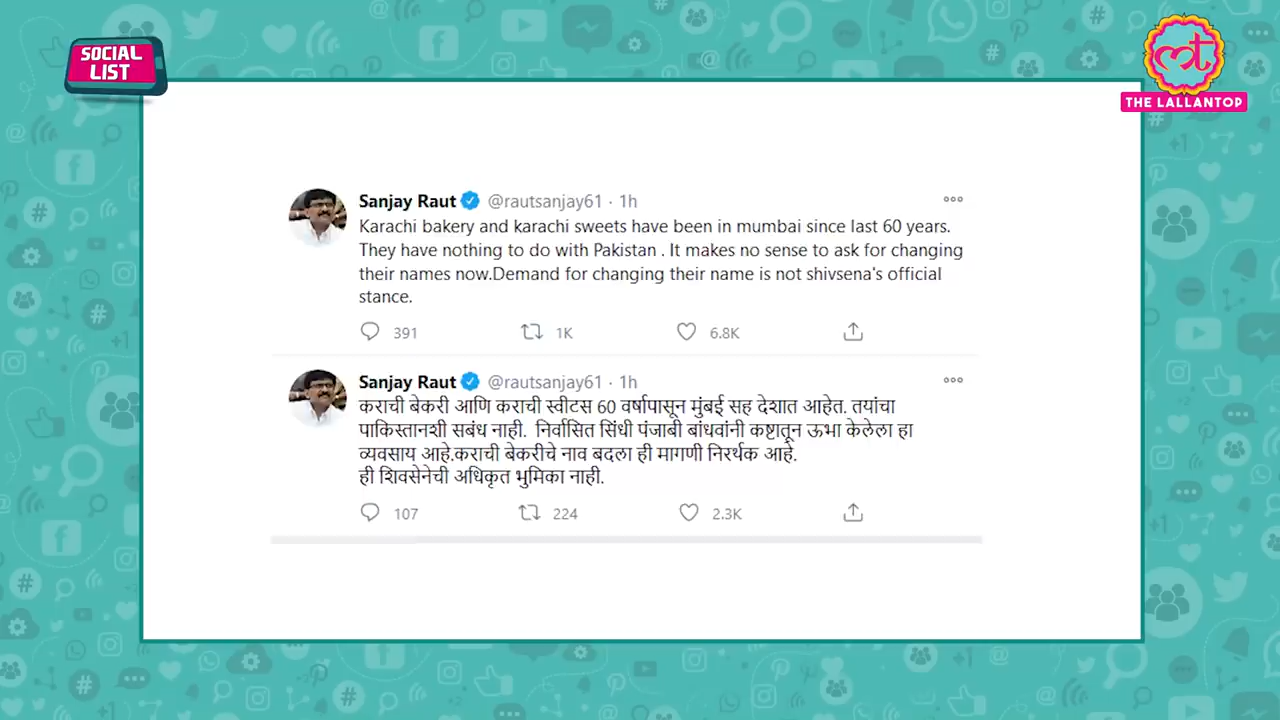 SOCIAL
LIST
मत
THE LALLANTOP
Sanjay Raut @rautsanjay61 · 1h
Karachi bakery and karachi sweets have been in mumbai since last 60 years.
They have nothing to do with Pakistan . It makes no sense to ask for changing
their names now.Demand for changing their name is not shivsena's official
stance.
391 1K 6.8K
Sanjay Raut @rautsanjay61 · 1h
कराची बेकरी आणि कराची स्वीटस 60 वर्षापासून मुंबई सह देशात आहेत. तयांचा
पाकिस्तानशी सबंध नाही. निर्वासित सिंधी पंजाबी बांधवांनी कष्टातून ऊभा केलेला हा
व्यवसाय आहे.कराची बेकरीचे नाव बदला ही मागणी निरर्थक आहे.
ही शिवसेनेची अधिकृत भुमिका नाही.
107 224 2.3K